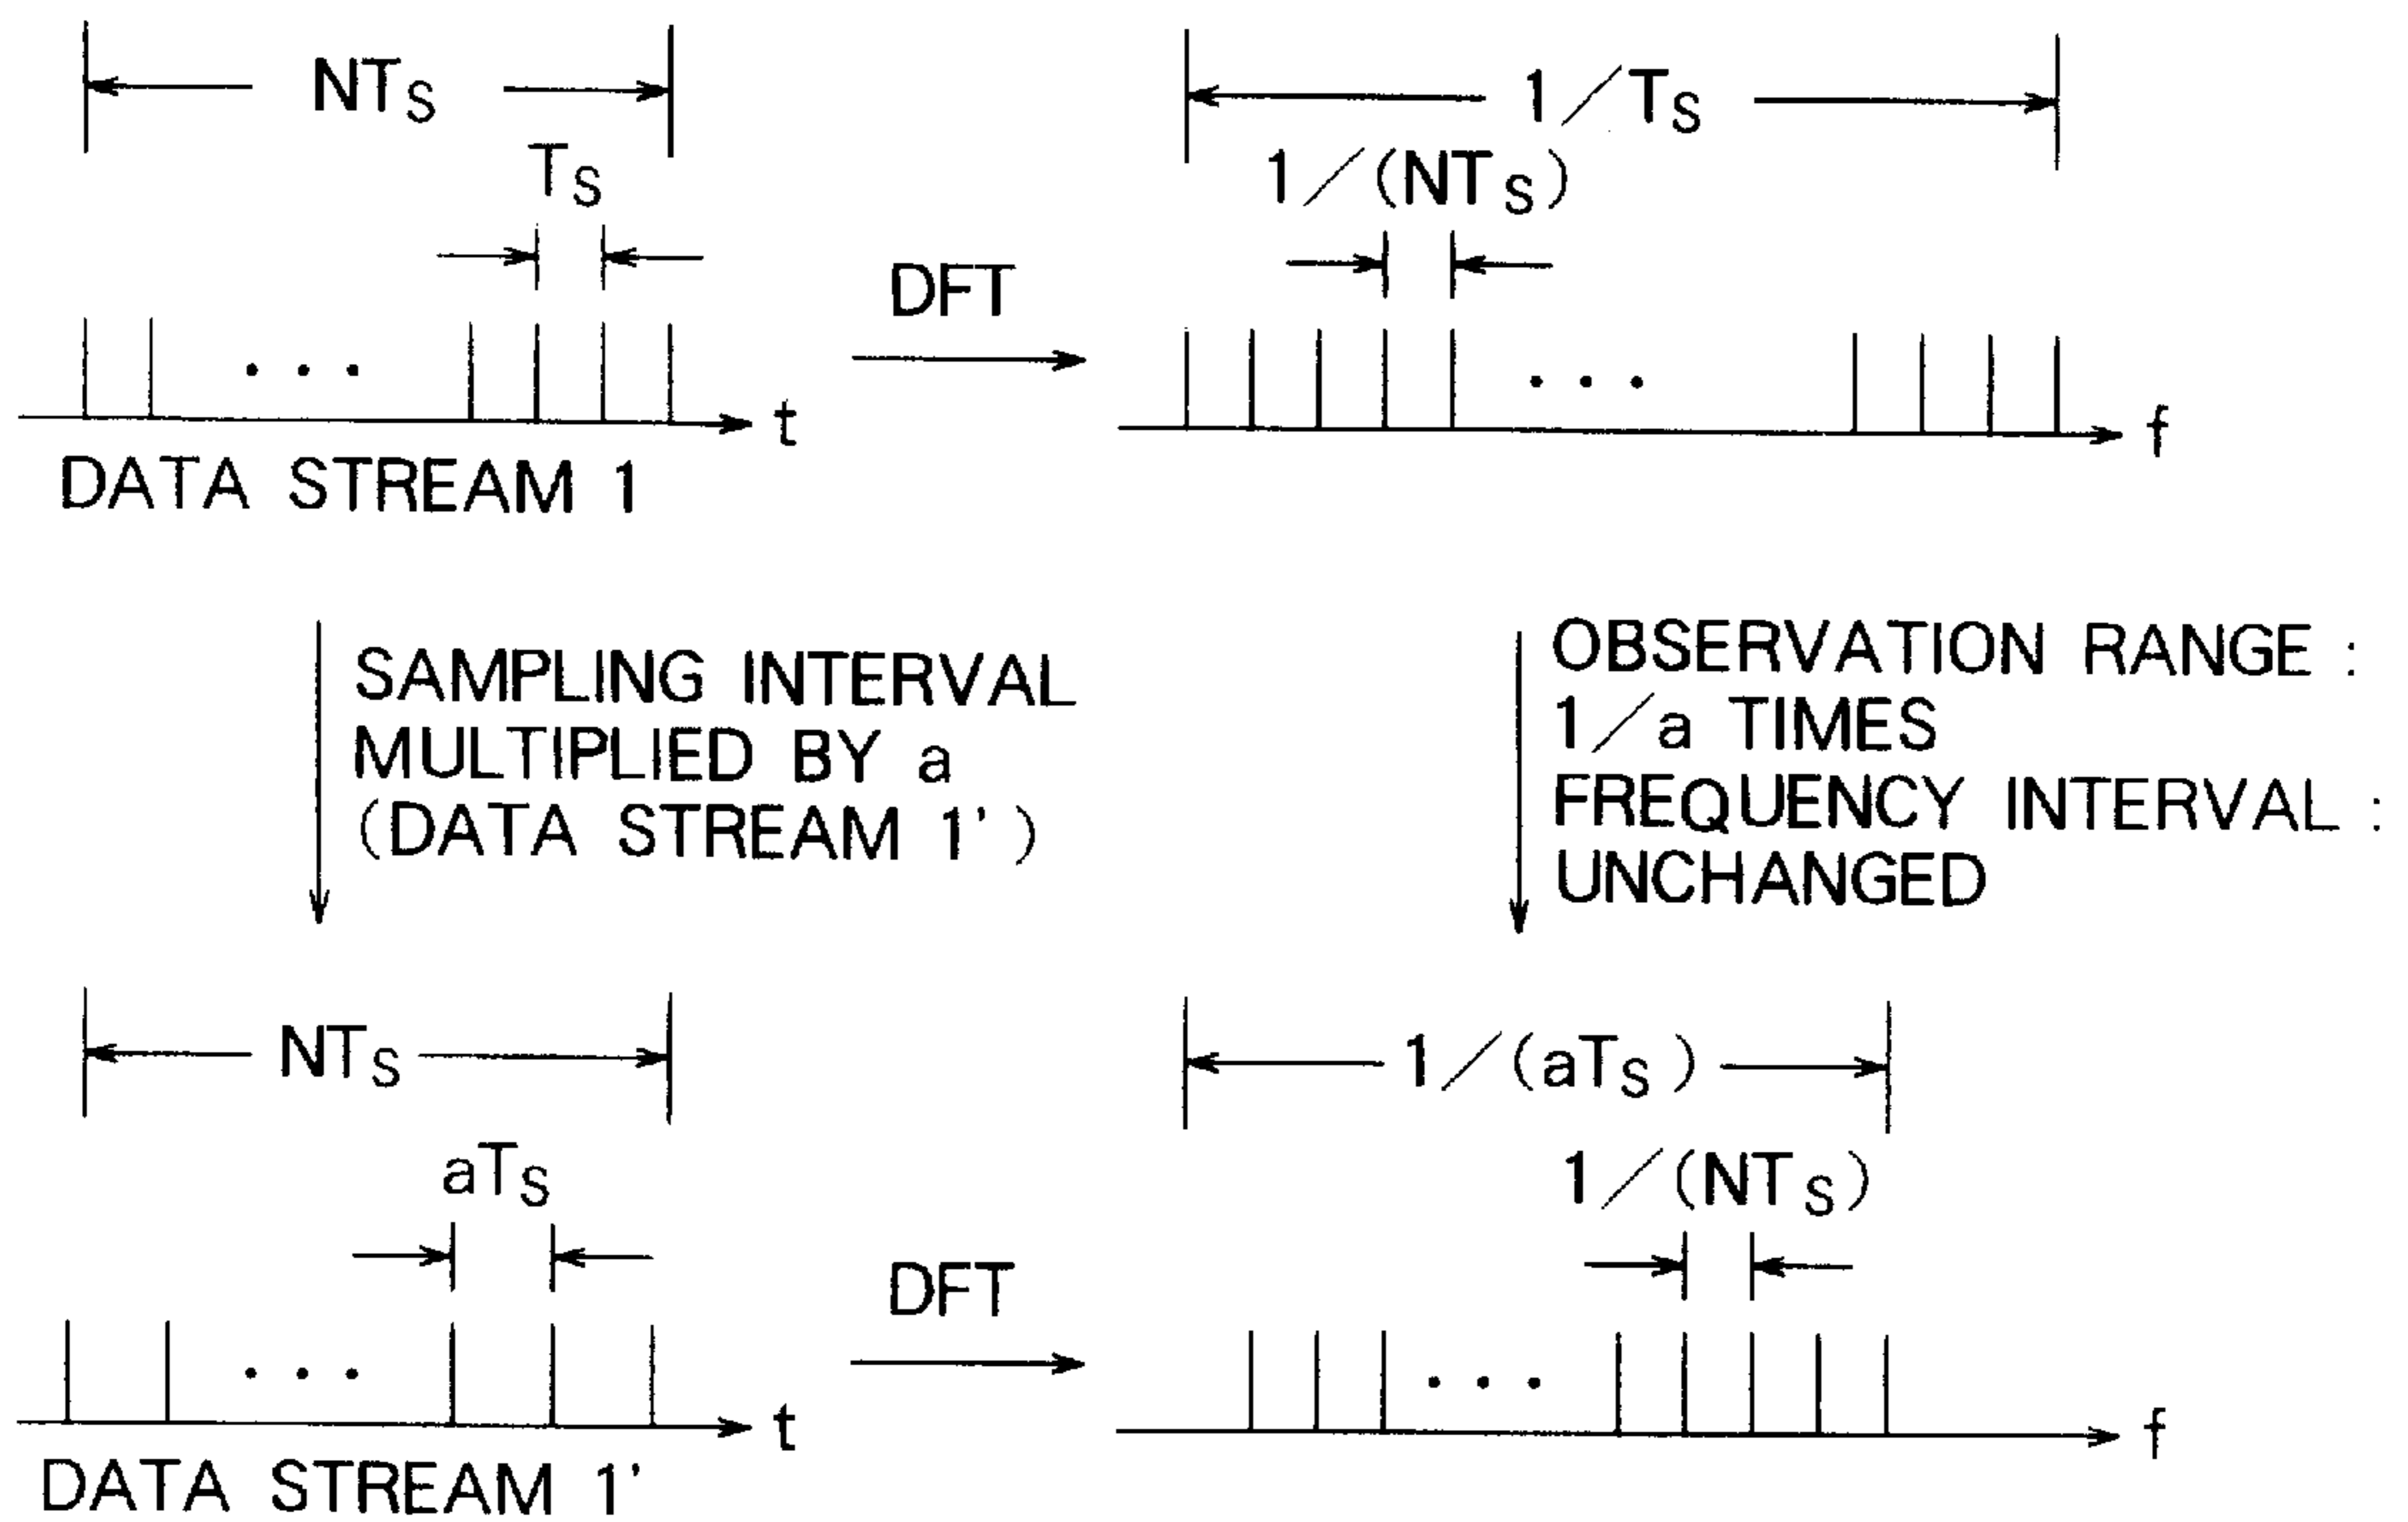 NTS
TS
DATA STREAM 1
t
DFT
1/TS
1/(NTS)
f
SAMPLING INTERVAL
MULTIPLIED BY a
(DATA STREAM 1')
OBSERVATION RANGE :
1/a TIMES
FREQUENCY INTERVAL :
UNCHANGED
NTS
aTS
t
DATA STREAM 1'
DFT
1/(aTS)
1/(NTS)
f